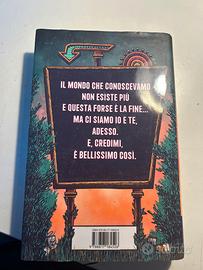 IL MONDO CHE CONOSCEVAMO
NON ESISTE PIÙ
E QUESTA FORSE È LA FINE...
MA CI SIAMO IO E TE,
ADESSO.
E, CREDIMI,
È BELLISSIMO COSÌ.
subito